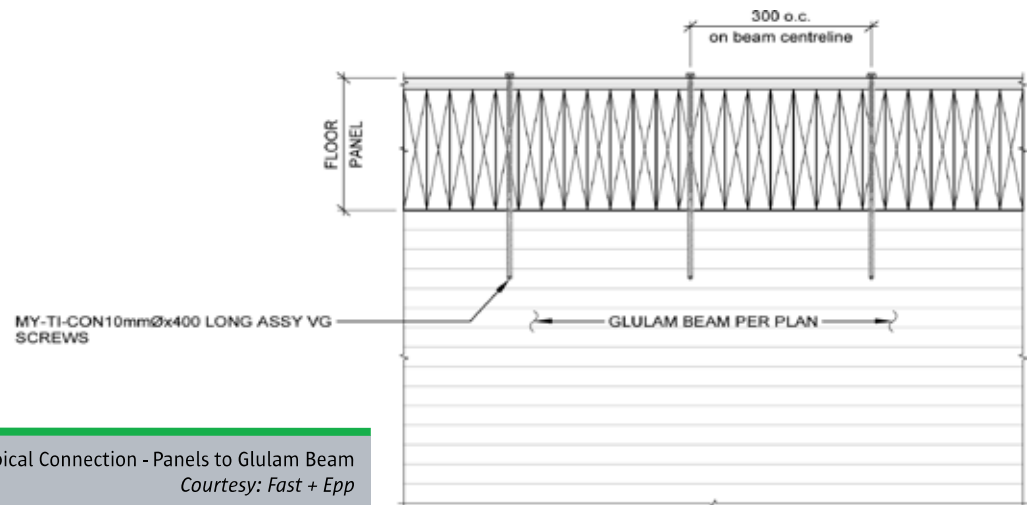 300 o.c.
on beam centreline
FLOOR
PANEL
MY-TI-CON10mmØx400 LONG ASSY VG
SCREWS
GLULAM BEAM PER PLAN
pical Connection - Panels to Glulam Beam
Courtesy: Fast + Epp